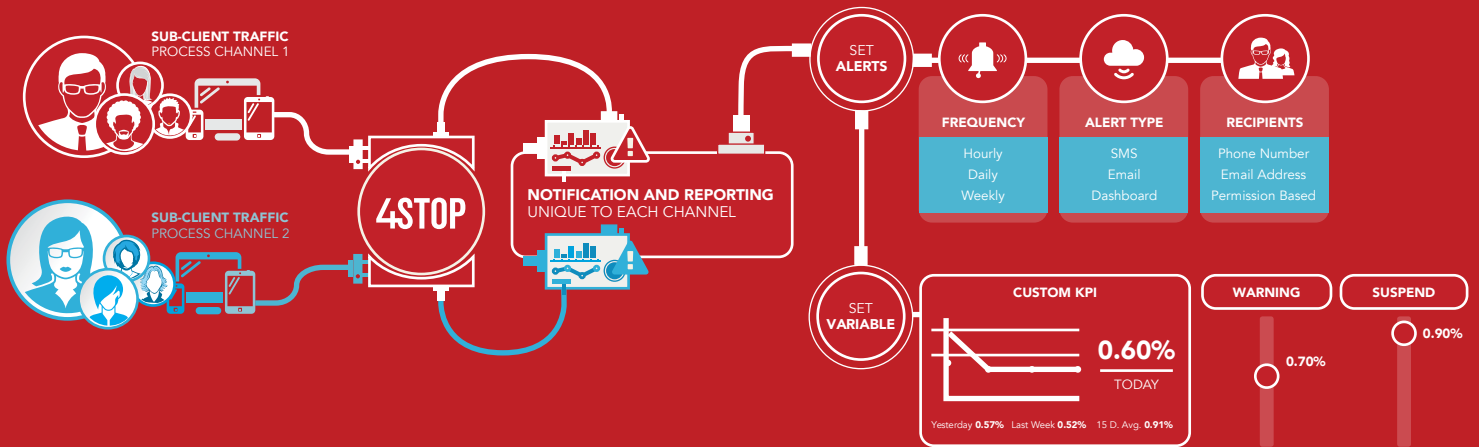 SUB-CLIENT TRAFFIC
PROCESS CHANNEL 1
SUB-CLIENT TRAFFIC
PROCESS CHANNEL 2
4STOP
NOTIFICATION AND REPORTING
UNIQUE TO EACH CHANNEL
SET
ALERTS
FREQUENCY
Hourly
Daily
Weekly
ALERT TYPE
SMS
Email
Dashboard
RECIPIENTS
Phone Number
Email Address
Permission Based
SET
VARIABLE
CUSTOM KPI
0.60%
TODAY
Yesterday 0.57% Last Week 0.52% 15 D. Avg. 0.91%
WARNING
0.70%
SUSPEND
0.90%